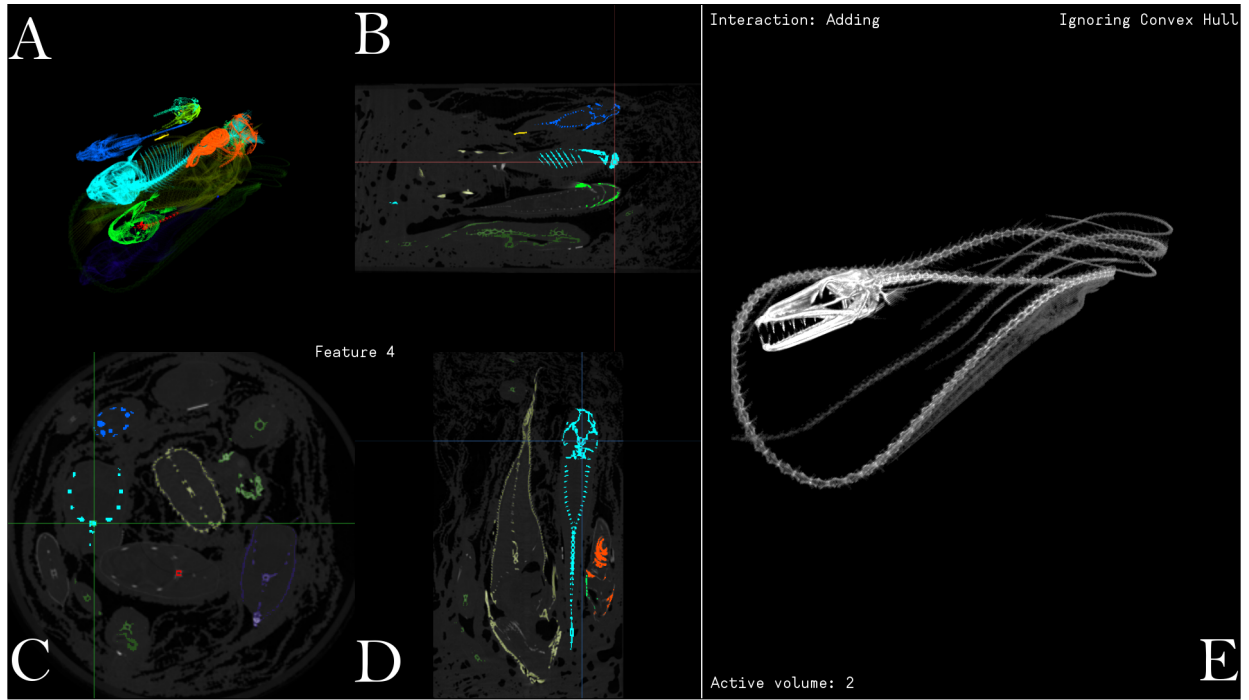 A
B
Interaction: Adding
Ignoring Convex Hull
Feature 4
C
D
E
Active volume: 2